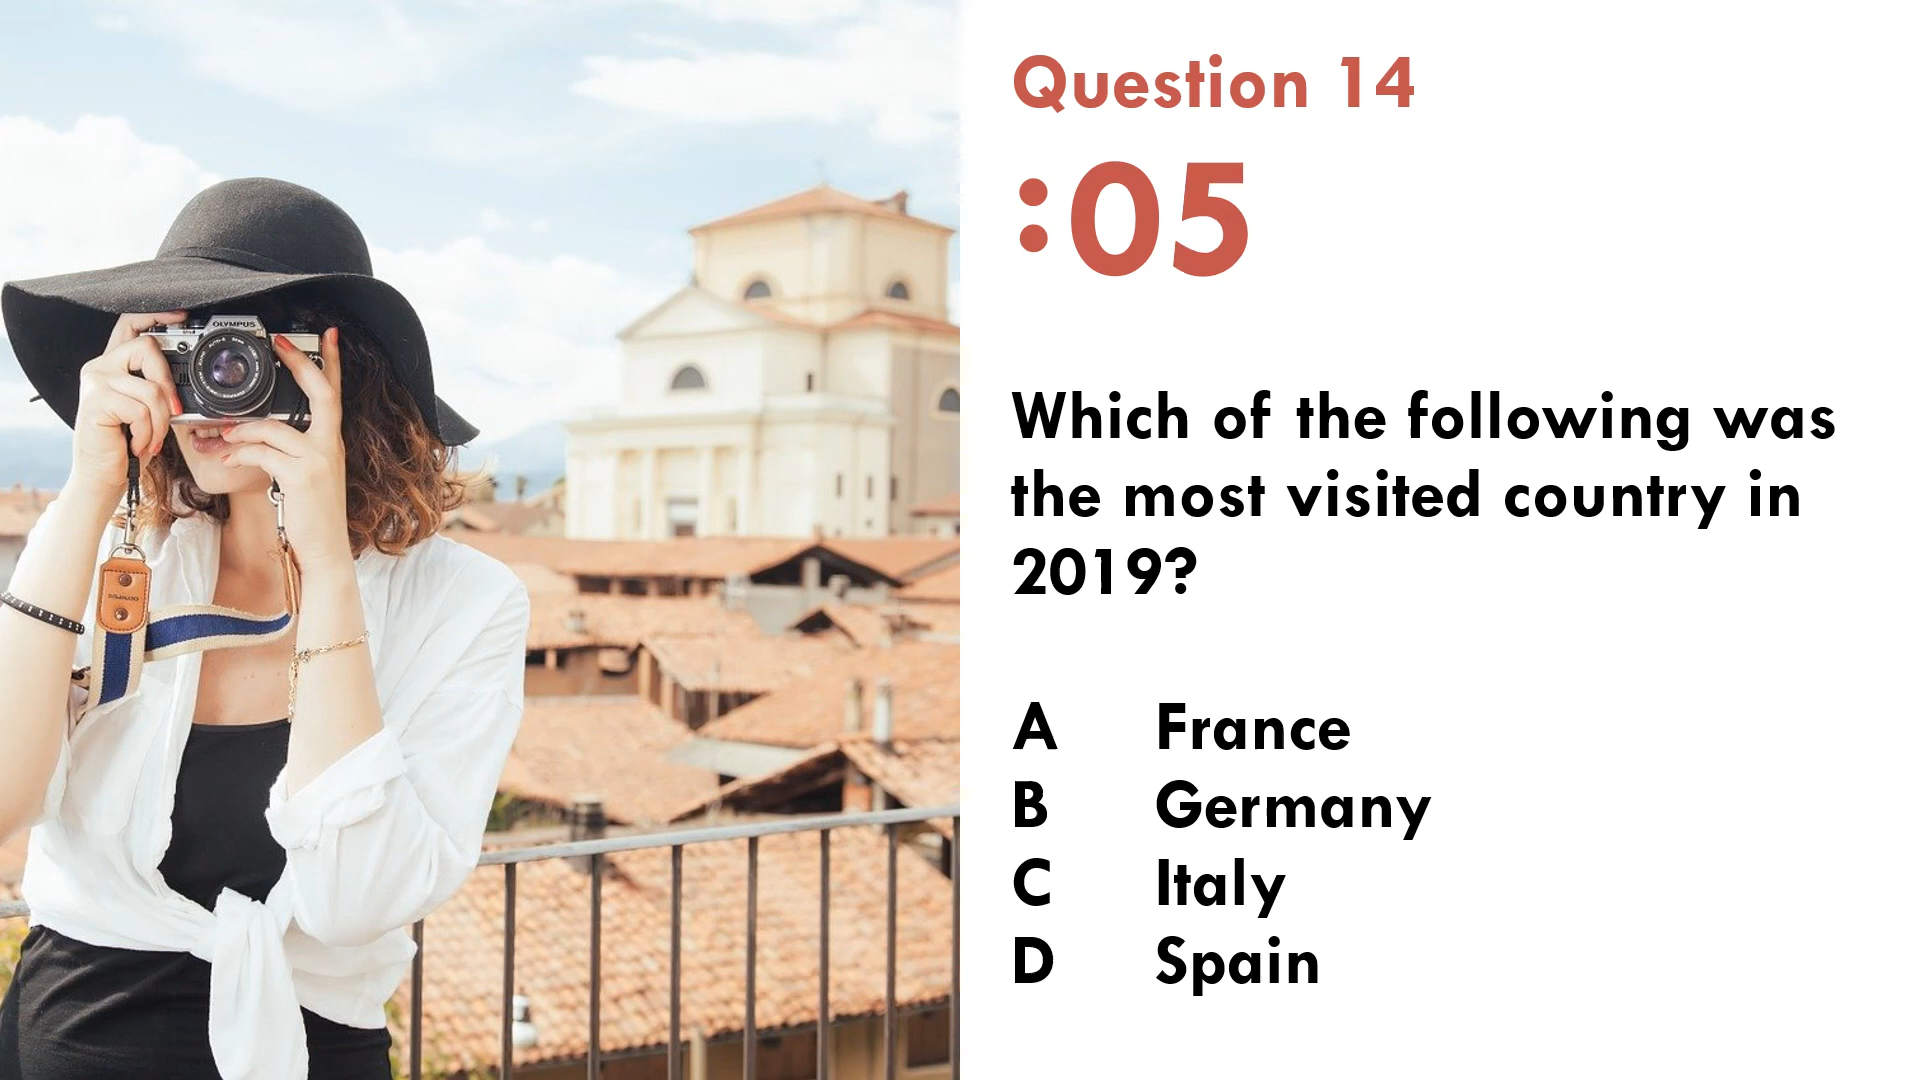 Question 14
:05
Which of the following was
the most visited country in
2019?
A France
B Germany
C Italy
D Spain
OLYMPUS